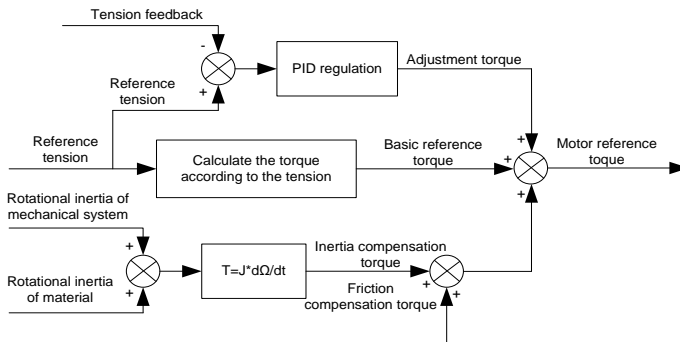 Tension feedback
-
PID regulation
Adjustment torque
+
Reference
tension
+
Reference
tension
Calculate the torque
according to the tension
Basic reference
torque
+
+
Motor reference
toque
Rotational inertia of
mechanical system
+
Rotational inertia
of material
+
T=J*dΩ/dt
Inertia compensation
torque
+
Friction
compensation torque
+